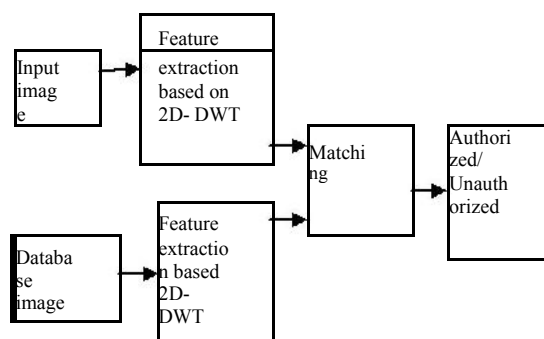 Input
imag
e
Feature
extraction
based on
2D- DWT
Matchi
ng
Authori
zed/
Unauth
orized
Databa
se
image
Feature
extractio
n based
2D-
DWT